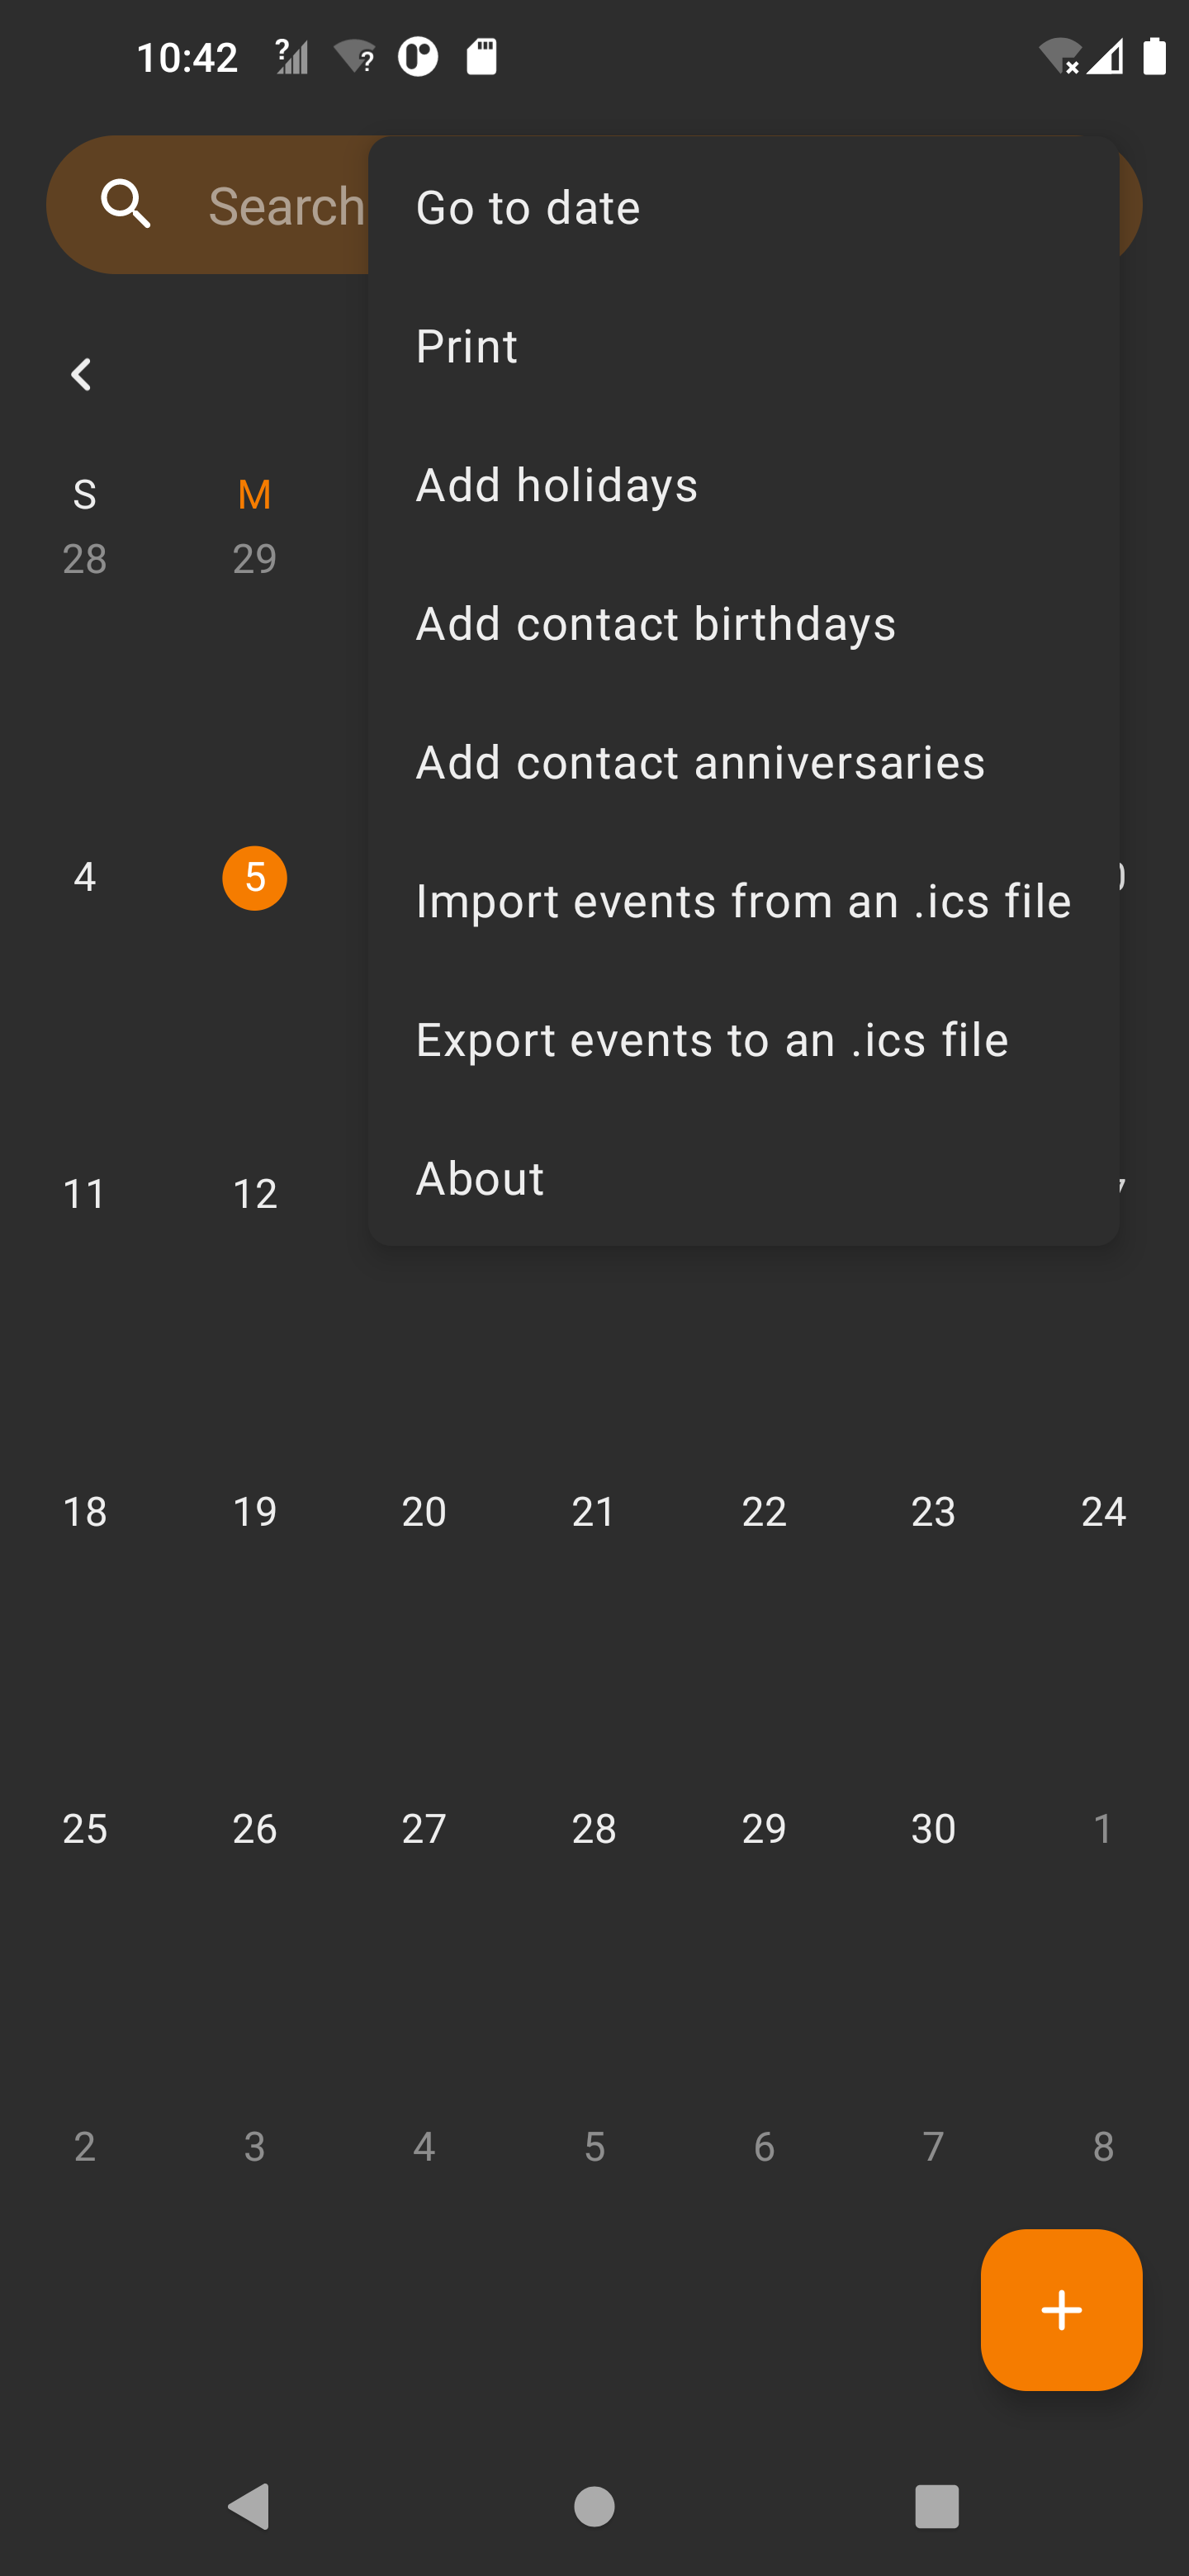 10:42
Search
Go to date
Print
Add holidays
Add contact birthdays
Add contact anniversaries
Import events from an .ics file
Export events to an .ics file
About
S M
28 29
4 5
11 12
18 19 20 21 22 23 24
25 26 27 28 29 30 1
2 3 4 5 6 7 8